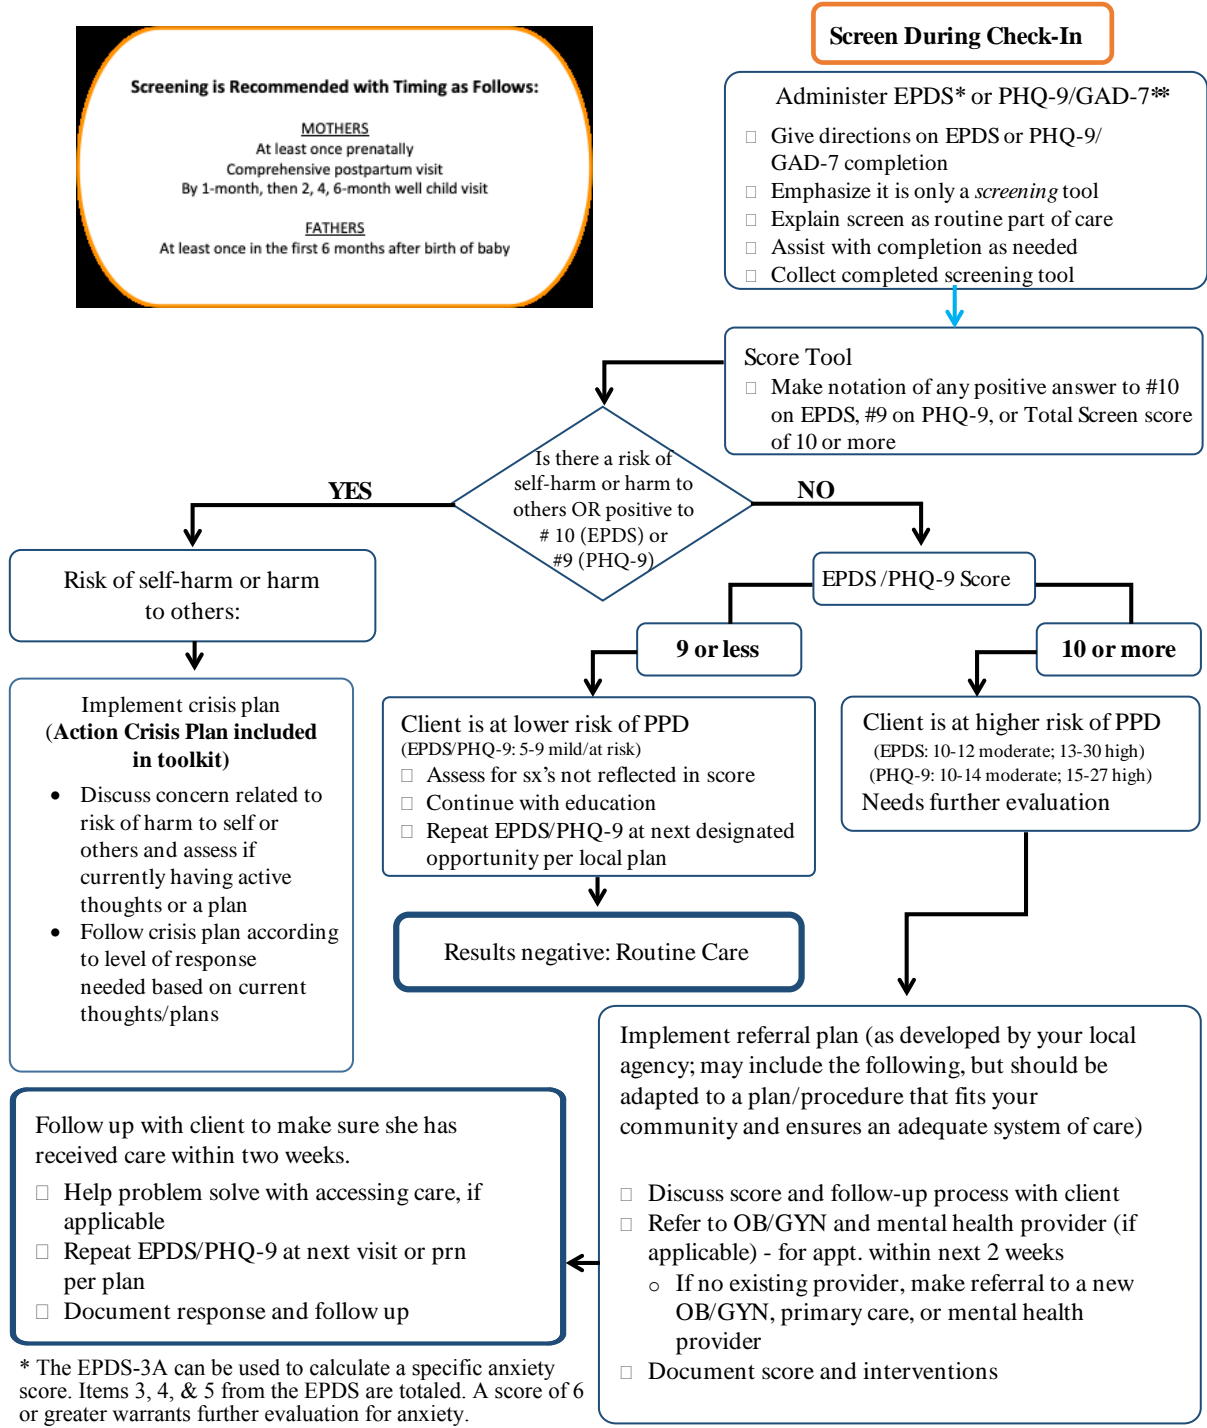 Screening is Recommended with Timing as Follows:
MOTHERS
At least once prenatally
Comprehensive postpartum visit
By 1-month, then 2, 4, 6-month well child visit
FATHERS
At least once in the first 6 months after birth of baby
Screen During Check-In
Administer EPDS* or PHQ-9/GAD-7**
□ Give directions on EPDS or PHQ-9/
GAD-7 completion
□ Emphasize it is only a screening tool
□ Explain screen as routine part of care
□ Assist with completion as needed
□ Collect completed screening tool
Score Tool
□ Make notation of any positive answer to #10
on EPDS, #9 on PHQ-9, or Total Screen score
of 10 or more
Is there a risk of
self-harm or harm to
others OR positive to
# 10 (EPDS) or
#9 (PHQ-9)
YES
NO
Risk of self-harm or harm
to others:
EPDS /PHQ-9 Score
9 or less
10 or more
Implement crisis plan
(Action Crisis Plan included
in toolkit)
• Discuss concern related to
risk of harm to self or
others and assess if
currently having active
thoughts or a plan
• Follow crisis plan according
to level of response
needed based on current
thoughts/plans
Client is at lower risk of PPD
(EPDS/PHQ-9: 5-9 mild/at risk)
□ Assess for sx's not reflected in score
□ Continue with education
□ Repeat EPDS/PHQ-9 at next designated
opportunity per local plan
Client is at higher risk of PPD
(EPDS: 10-12 moderate; 13-30 high)
(PHQ-9: 10-14 moderate; 15-27 high)
Needs further evaluation
Results negative: Routine Care
Implement referral plan (as developed by your local
agency; may include the following, but should be
adapted to a plan/procedure that fits your
community and ensures an adequate system of care)
□ Discuss score and follow-up process with client
□ Refer to OB/GYN and mental health provider (if
applicable) - for appt. within next 2 weeks
o If no existing provider, make referral to a new
OB/GYN, primary care, or mental health
provider
□ Document score and interventions
Follow up with client to make sure she has
received care within two weeks.
□ Help problem solve with accessing care, if
applicable
□ Repeat EPDS/PHQ-9 at next visit or prn
per plan
□ Document response and follow up
* The EPDS-3A can be used to calculate a specific anxiety
score. Items 3, 4, & 5 from the EPDS are totaled. A score of 6
or greater warrants further evaluation for anxiety.